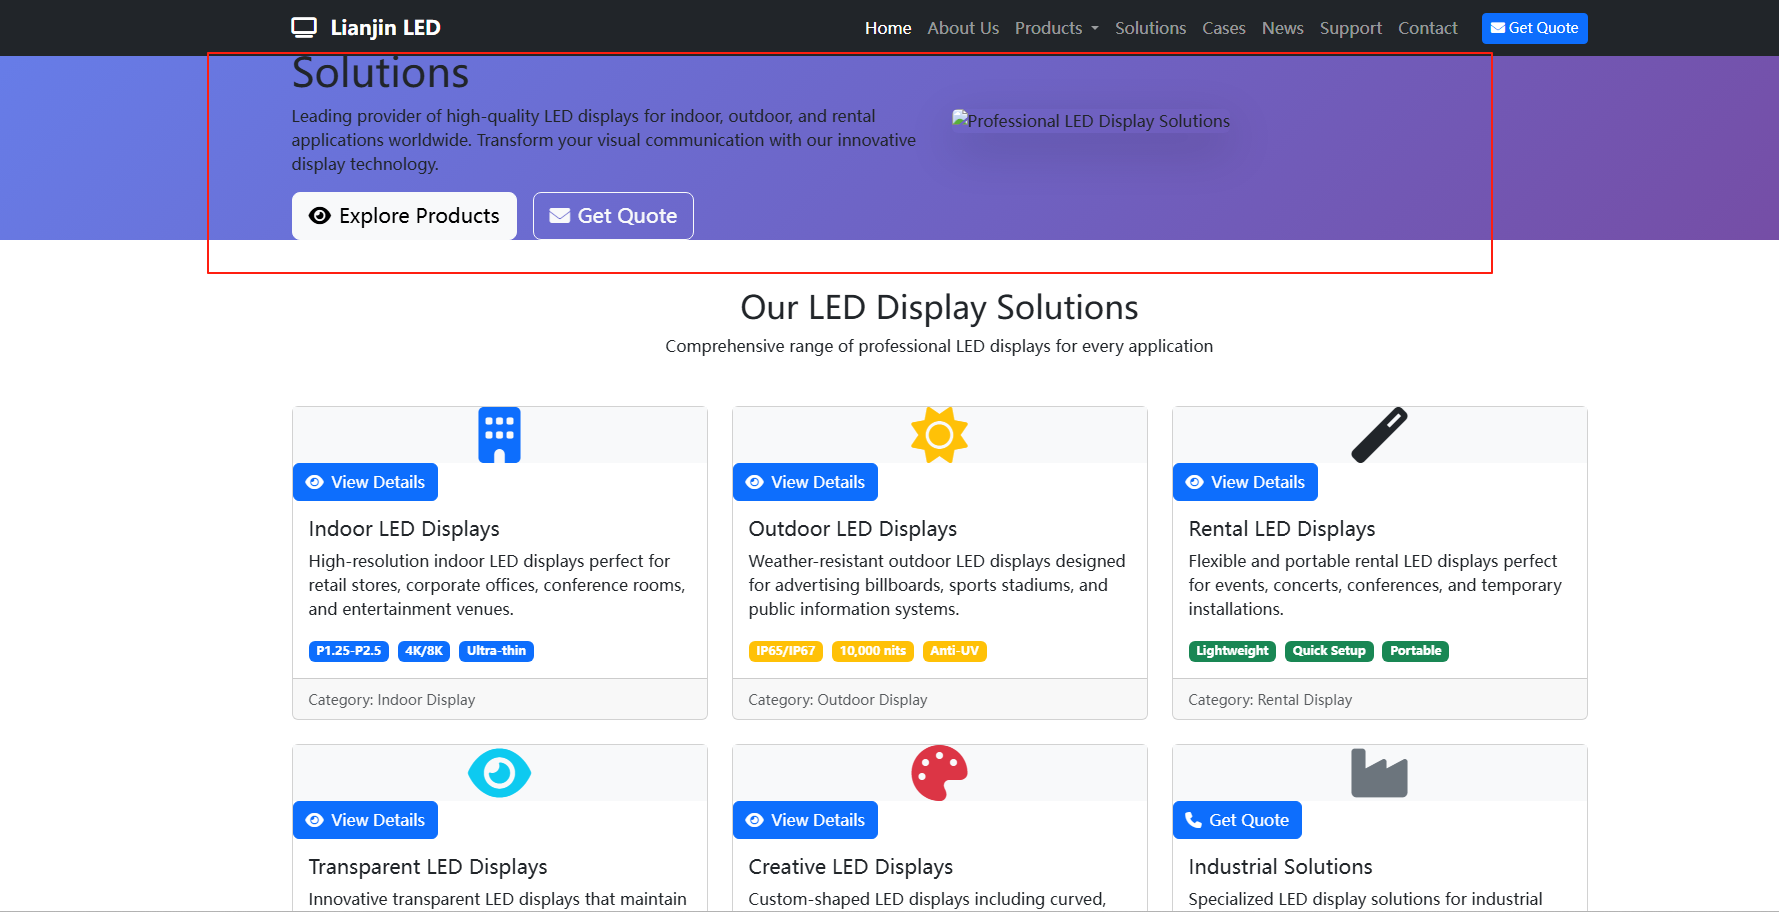 Lianjin LED
Home About Us Products Solutions Cases News Support Contact Get Quote
Solutions
Leading provider of high-quality LED displays for indoor, outdoor, and rental
applications worldwide. Transform your visual communication with our innovative
display technology.
Professional LED Display Solutions
Explore Products Get Quote
Our LED Display Solutions
Comprehensive range of professional LED displays for every application
View Details
Indoor LED Displays
High-resolution indoor LED displays perfect for
retail stores, corporate offices, conference rooms,
and entertainment venues.
P1.25-P2.5 4K/8K Ultra-thin
Category: Indoor Display
View Details
Outdoor LED Displays
Weather-resistant outdoor LED displays designed
for advertising billboards, sports stadiums, and
public information systems.
IP65/IP67 10,000 nits Anti-UV
Category: Outdoor Display
View Details
Rental LED Displays
Flexible and portable rental LED displays perfect
for events, concerts, conferences, and temporary
installations.
Lightweight Quick Setup Portable
Category: Rental Display
View Details
Transparent LED Displays
Innovative transparent LED displays that maintain
View Details
Creative LED Displays
Custom-shaped LED displays including curved,
Get Quote
Industrial Solutions
Specialized LED display solutions for industrial